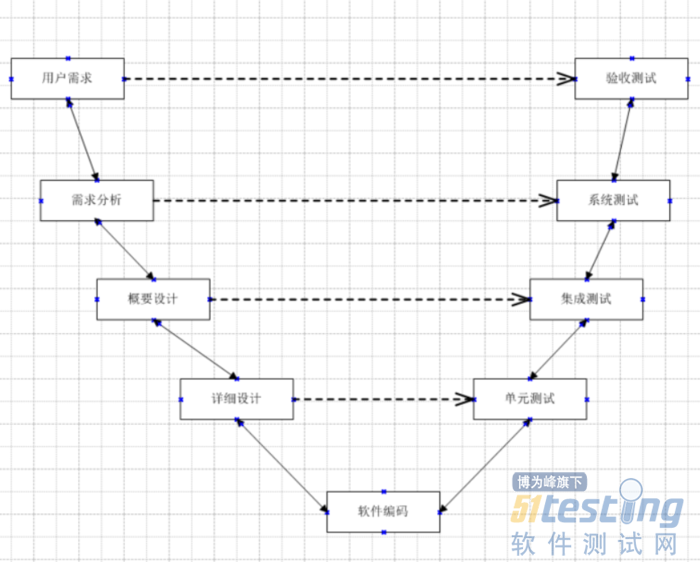 用户需求
验收测试
需求分析
系统测试
概要设计
集成测试
详细设计
单元测试
软件编码
博为峰旗下
51testing
软件测试网